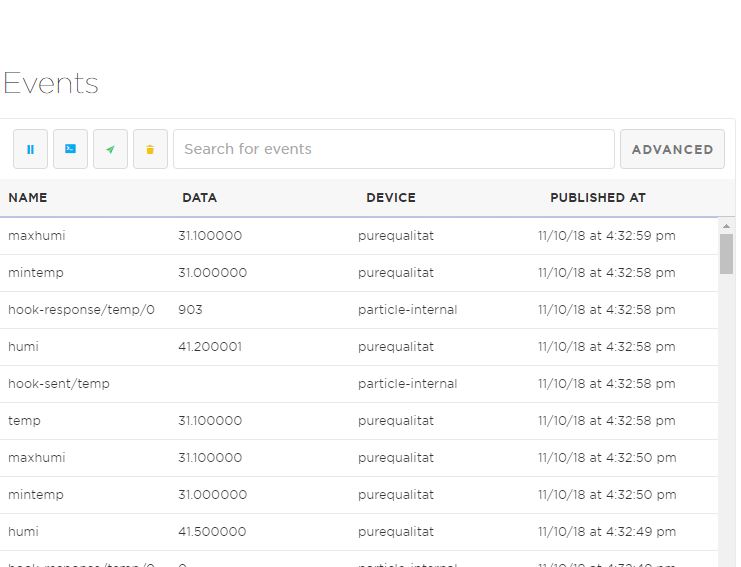 Events
Search for events ADVANCED
NAME DATA DEVICE PUBLISHED AT
maxhumi 31.100000 purequalitat 11/10/18 at 4:32:59 pm
mintemp 31.000000 purequalitat 11/10/18 at 4:32:58 pm
hook-response/temp/0 903 particle-internal 11/10/18 at 4:32:58 pm
humi 41.200001 purequalitat 11/10/18 at 4:32:58 pm
hook-sent/temp particle-internal 11/10/18 at 4:32:58 pm
temp 31.100000 purequalitat 11/10/18 at 4:32:58 pm
maxhumi 31.100000 purequalitat 11/10/18 at 4:32:50 pm
mintemp 31.000000 purequalitat 11/10/18 at 4:32:50 pm
humi 41.500000 purequalitat 11/10/18 at 4:32:49 pm